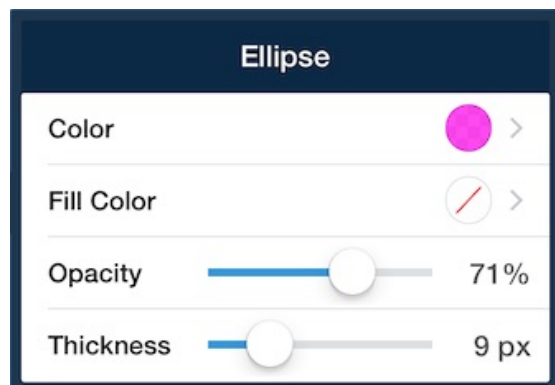 Ellipse
Color
Fill Color
Opacity 71%
Thickness 9 px